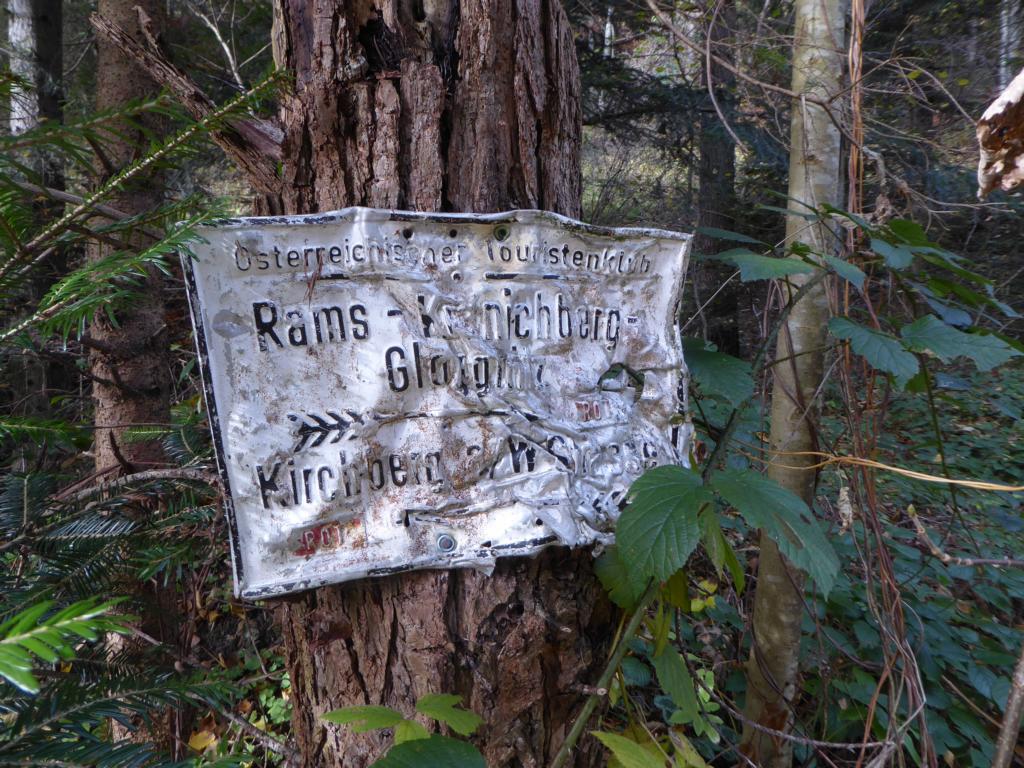 Österreichischer Touristenklub
Rams - Kranichberg -
Gloggnitz
ROT
Kirchberg a/W Strasse
ROT